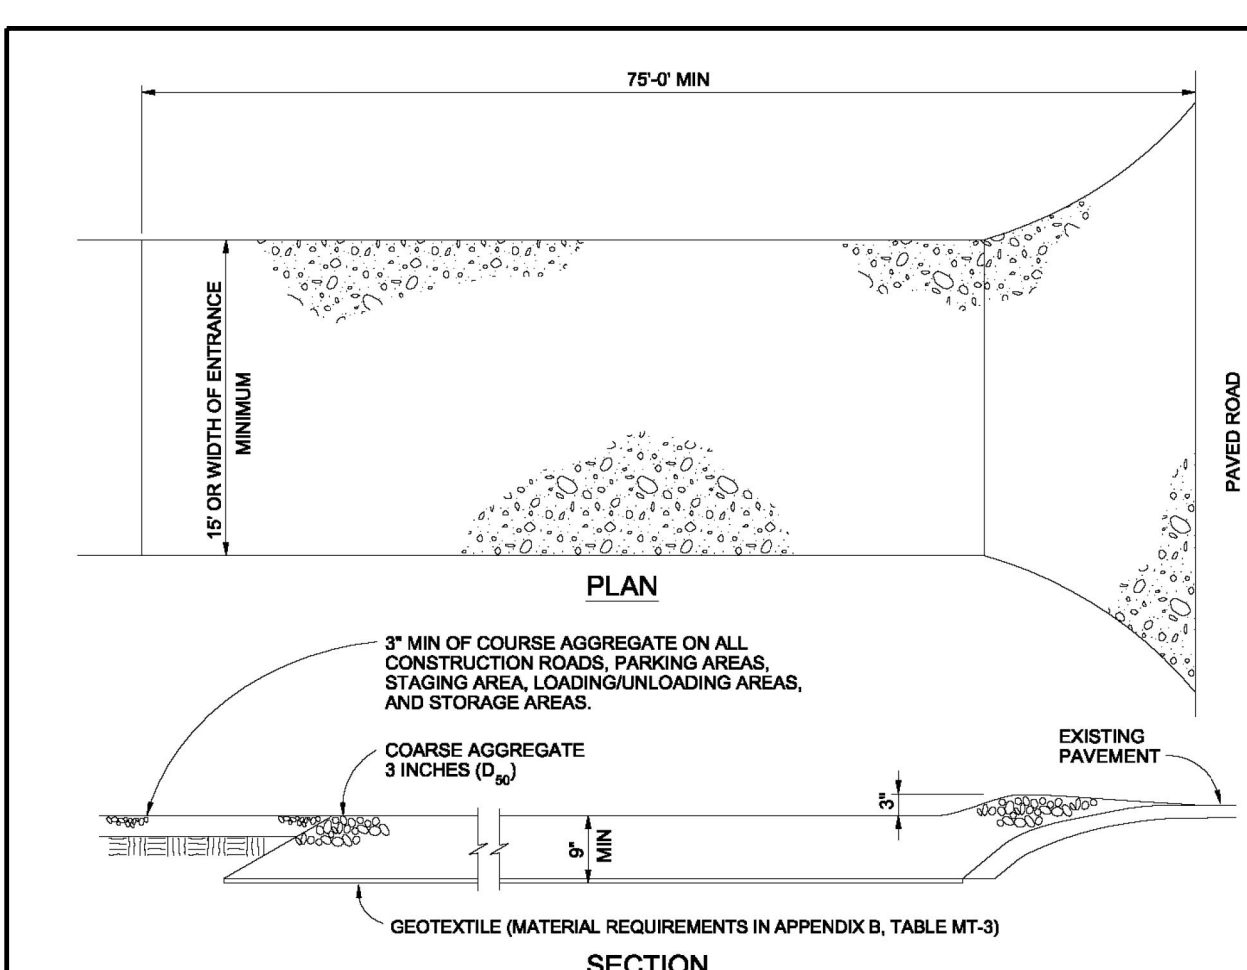 75'-0' MIN
15' OR WIDTH OF ENTRANCE
MINIMUM
PAVED ROAD
PLAN
3" MIN OF COURSE AGGREGATE ON ALL
CONSTRUCTION ROADS, PARKING AREAS,
STAGING AREA, LOADING/UNLOADING AREAS,
AND STORAGE AREAS.
COARSE AGGREGATE
3 INCHES (D50)
EXISTING
PAVEMENT
3"
9"
MIN
GEOTEXTILE (MATERIAL REQUIREMENTS IN APPENDIX B, TABLE MT-3)
SECTION